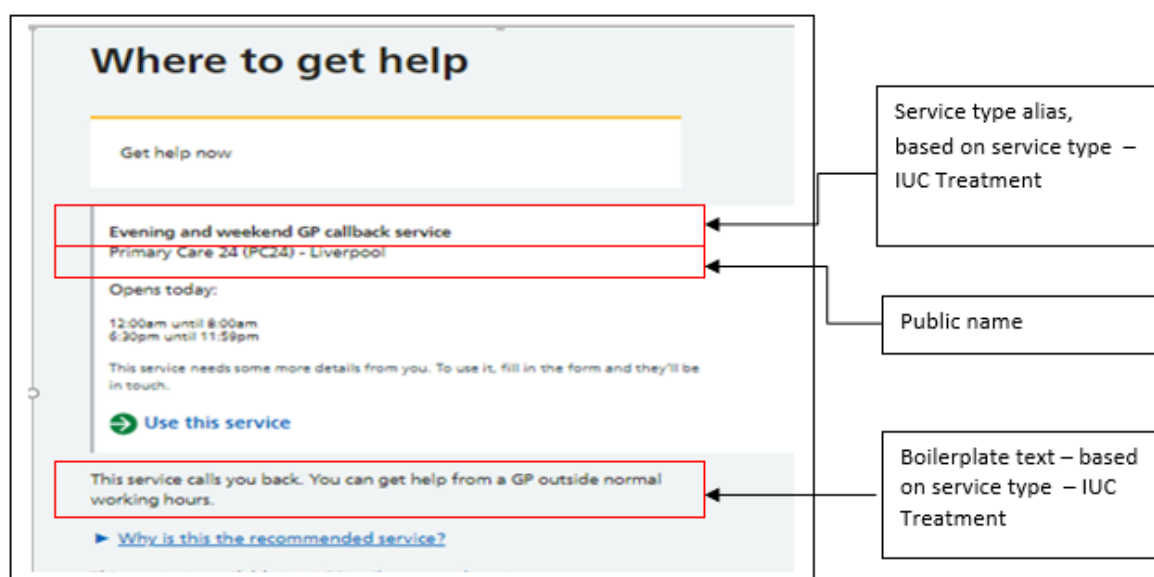 Where to get help
Get help now
Evening and weekend GP callback service
Primary Care 24 (PC24) - Liverpool
Opens today:
12:00am until 8:00am
6:30pm until 11:59pm
This service needs some more details from you. To use it, fill in the form and they'll be
in touch.
Use this service
This service calls you back. You can get help from a GP outside normal
working hours.
Why is this the recommended service?
Service type alias,
based on service type –
IUC Treatment
Public name
Boilerplate text – based
on service type – IUC
Treatment